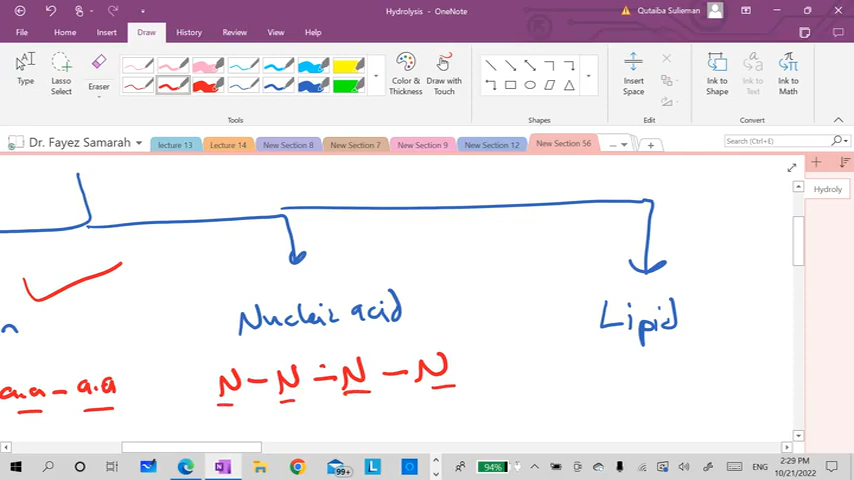 Hydrolysis - OneNote
Qutaiba Sulieman
File
Home
Insert
Draw
History
Review
View
Help
Type
Lasso Select
Eraser
Color & Thickness
Draw with Touch
Insert Space
Ink to Shape
Ink to Text
Ink to Math
Tools
Shapes
Edit
Convert
Dr. Fayez Samarah
lecture 13
Lecture 14
New Section 8
New Section 7
New Section 9
New Section 12
New Section 56
Search (Ctrl+E)
Hydroly
n
Nucleic acid
Lipid
a.a - a.a
N - N - N - N
99+
L
94%
ENG
2:29 PM
10/21/2022